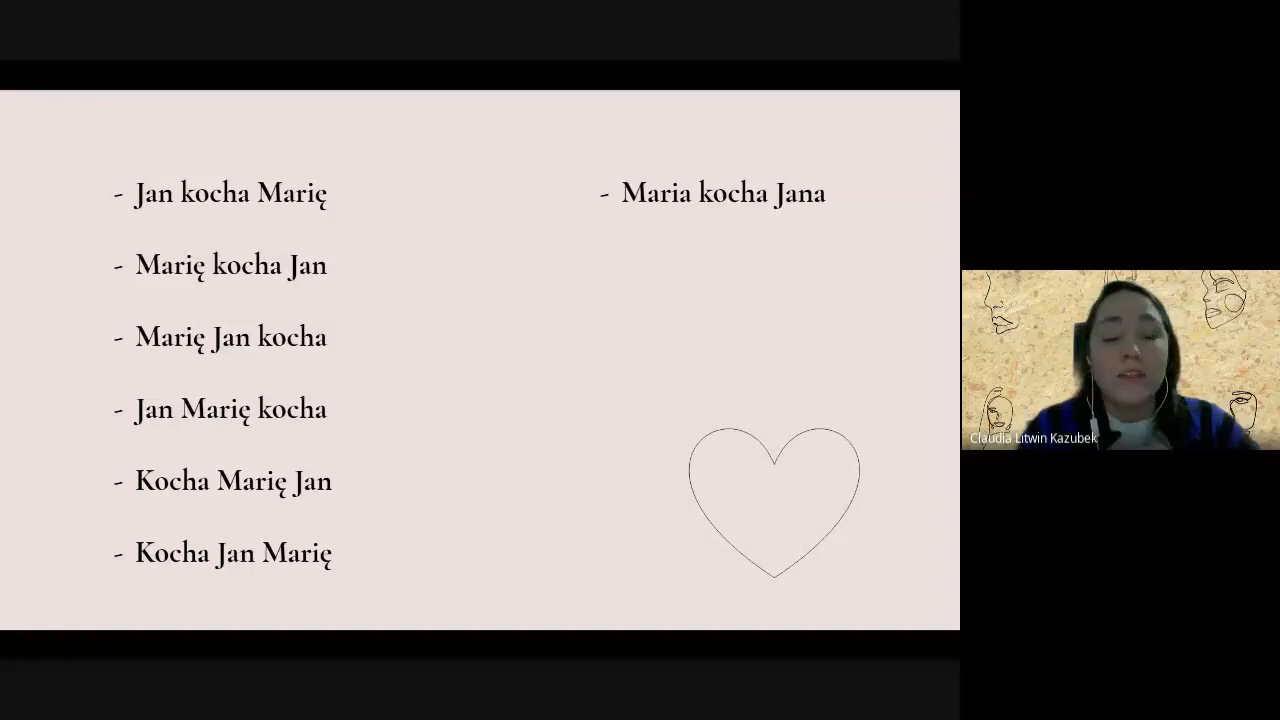 - Jan kocha Marię
- Marię kocha Jan
- Marię Jan kocha
- Jan Marię kocha
- Kocha Marię Jan
- Kocha Jan Marię
- Maria kocha Jana
Claudia Litwin Kazubek